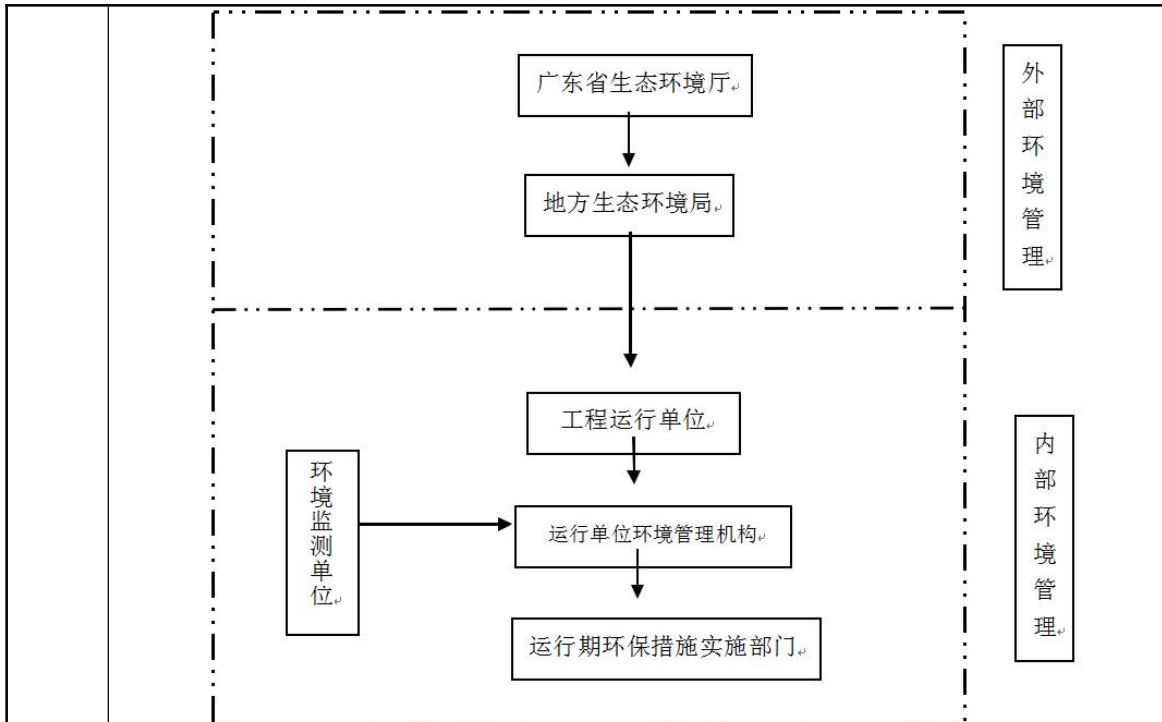 广东省生态环境厅
地方生态环境局
外部环境管理
工程运行单位
环境监测单位
运行单位环境管理机构
运行期环保措施实施部门
内部环境管理